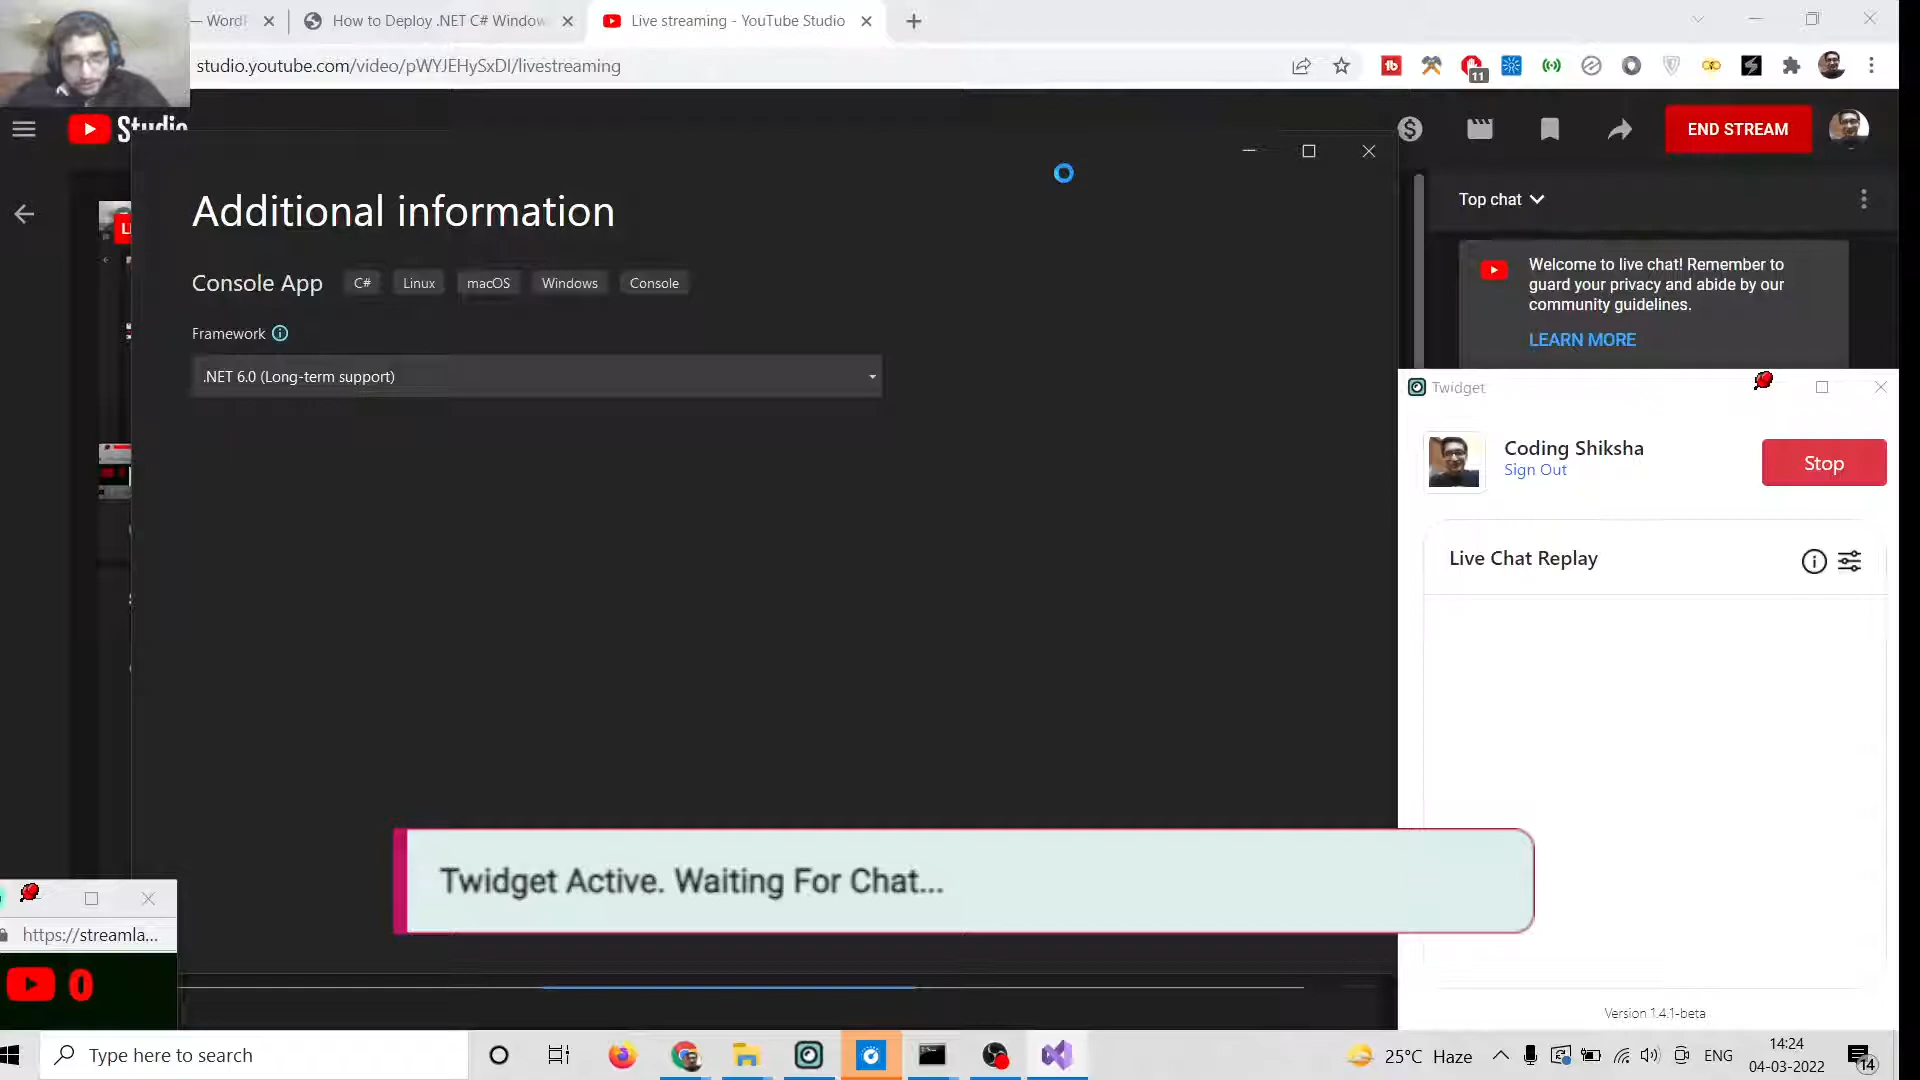 — WordP
How to Deploy .NET C# Window
Live streaming - YouTube Studio
studio.youtube.com/video/pWYJEHySxDI/livestreaming
11
Studio
END STREAM
Additional information
Top chat
Console App
C#
Linux
macOS
Windows
Console
Welcome to live chat! Remember to
guard your privacy and abide by our
community guidelines.
LEARN MORE
Framework
.NET 6.0 (Long-term support)
Twidget
Coding Shiksha
Sign Out
Stop
Live Chat Replay
Twidget Active. Waiting For Chat...
https://streamla...
0
Version 1.4.1-beta
Type here to search
25°C Haze
ENG
14:24
04-03-2022
14